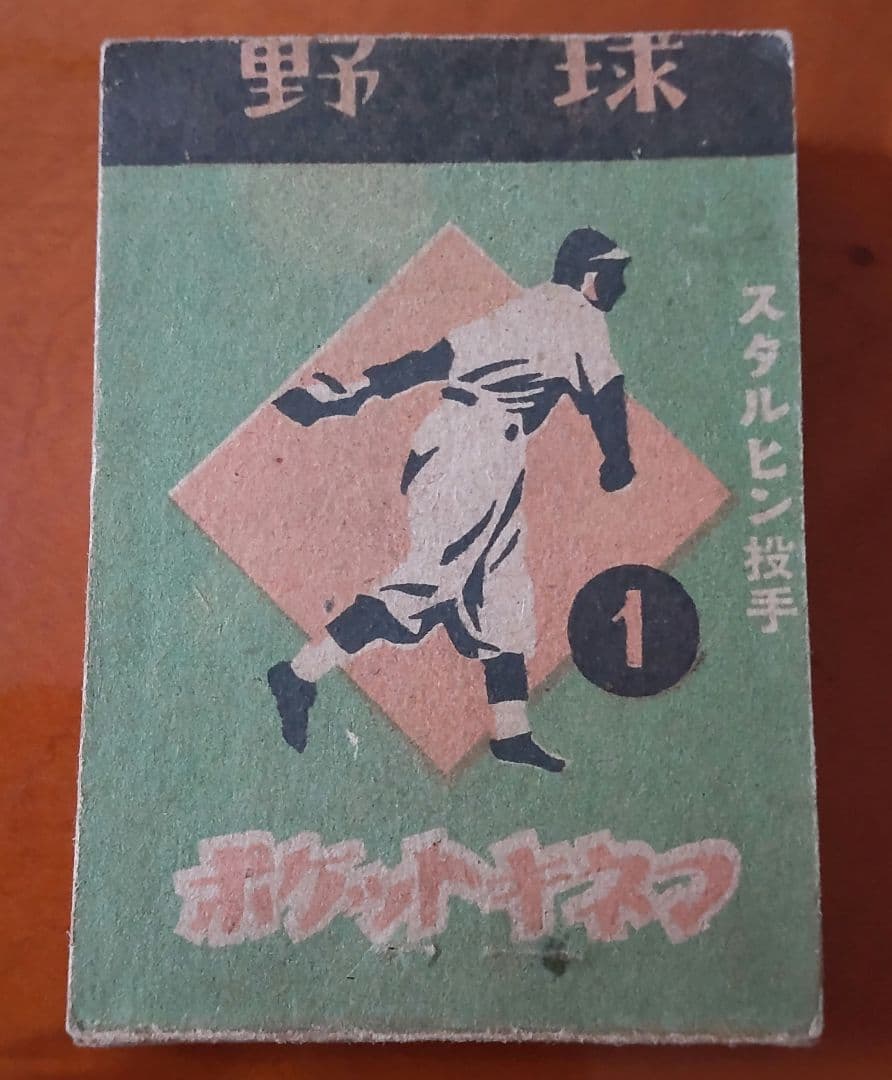 野球
スタルヒン投手
1
ポケットキネマ